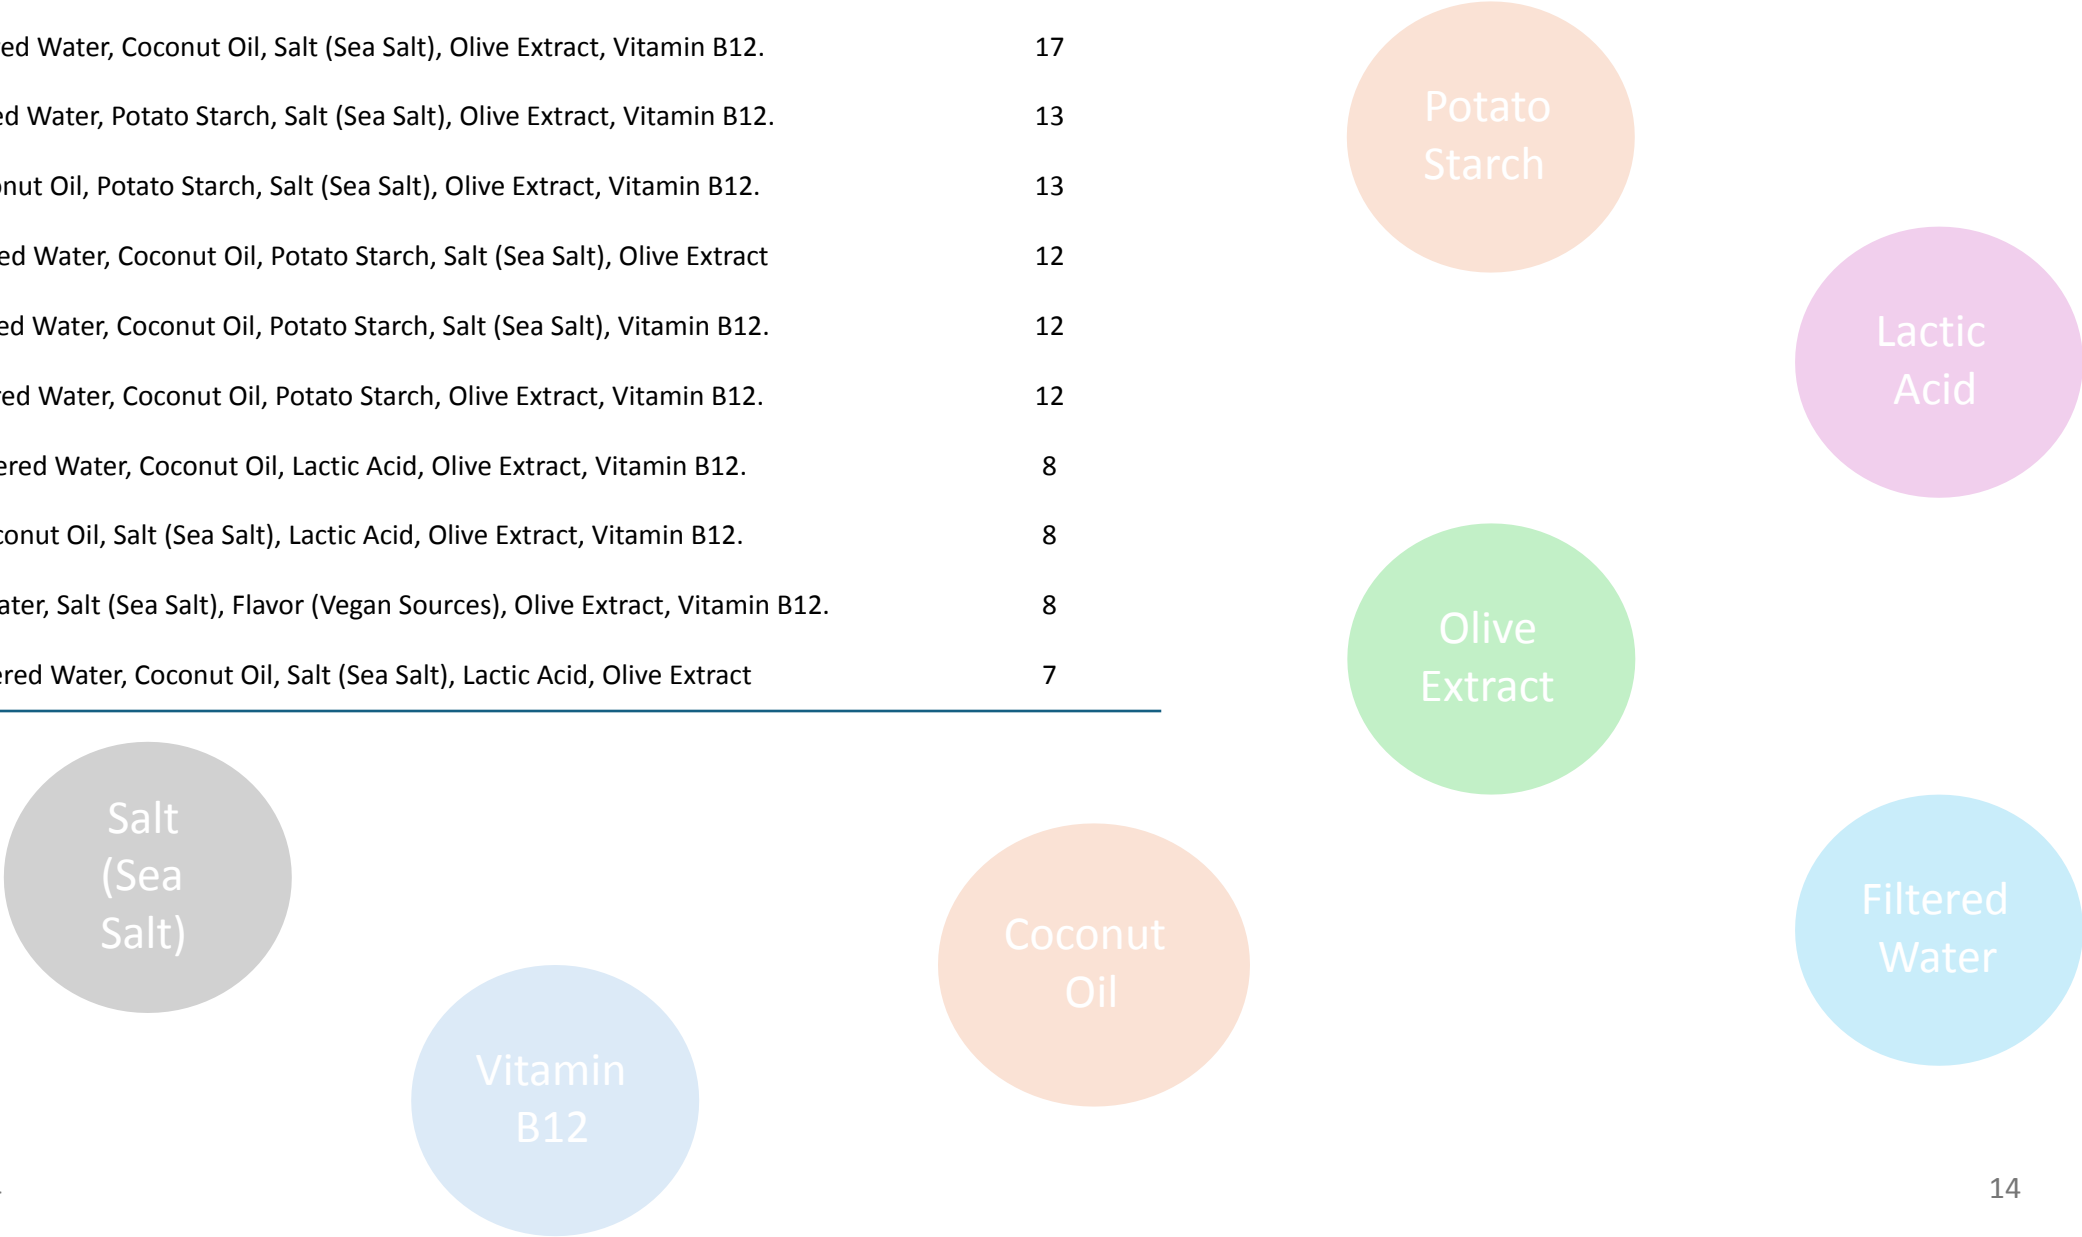 ed Water, Coconut Oil, Salt (Sea Salt), Olive Extract, Vitamin B12. 17
ed Water, Potato Starch, Salt (Sea Salt), Olive Extract, Vitamin B12. 13
onut Oil, Potato Starch, Salt (Sea Salt), Olive Extract, Vitamin B12. 13
ed Water, Coconut Oil, Potato Starch, Salt (Sea Salt), Olive Extract 12
ed Water, Coconut Oil, Potato Starch, Salt (Sea Salt), Vitamin B12. 12
red Water, Coconut Oil, Potato Starch, Olive Extract, Vitamin B12. 12
ered Water, Coconut Oil, Lactic Acid, Olive Extract, Vitamin B12. 8
conut Oil, Salt (Sea Salt), Lactic Acid, Olive Extract, Vitamin B12. 8
ater, Salt (Sea Salt), Flavor (Vegan Sources), Olive Extract, Vitamin B12. 8
ered Water, Coconut Oil, Salt (Sea Salt), Lactic Acid, Olive Extract 7
Potato
Starch
Lactic
Acid
Olive
Extract
Salt
(Sea
Salt)
Coconut
Oil
Filtered
Water
Vitamin
B12
14